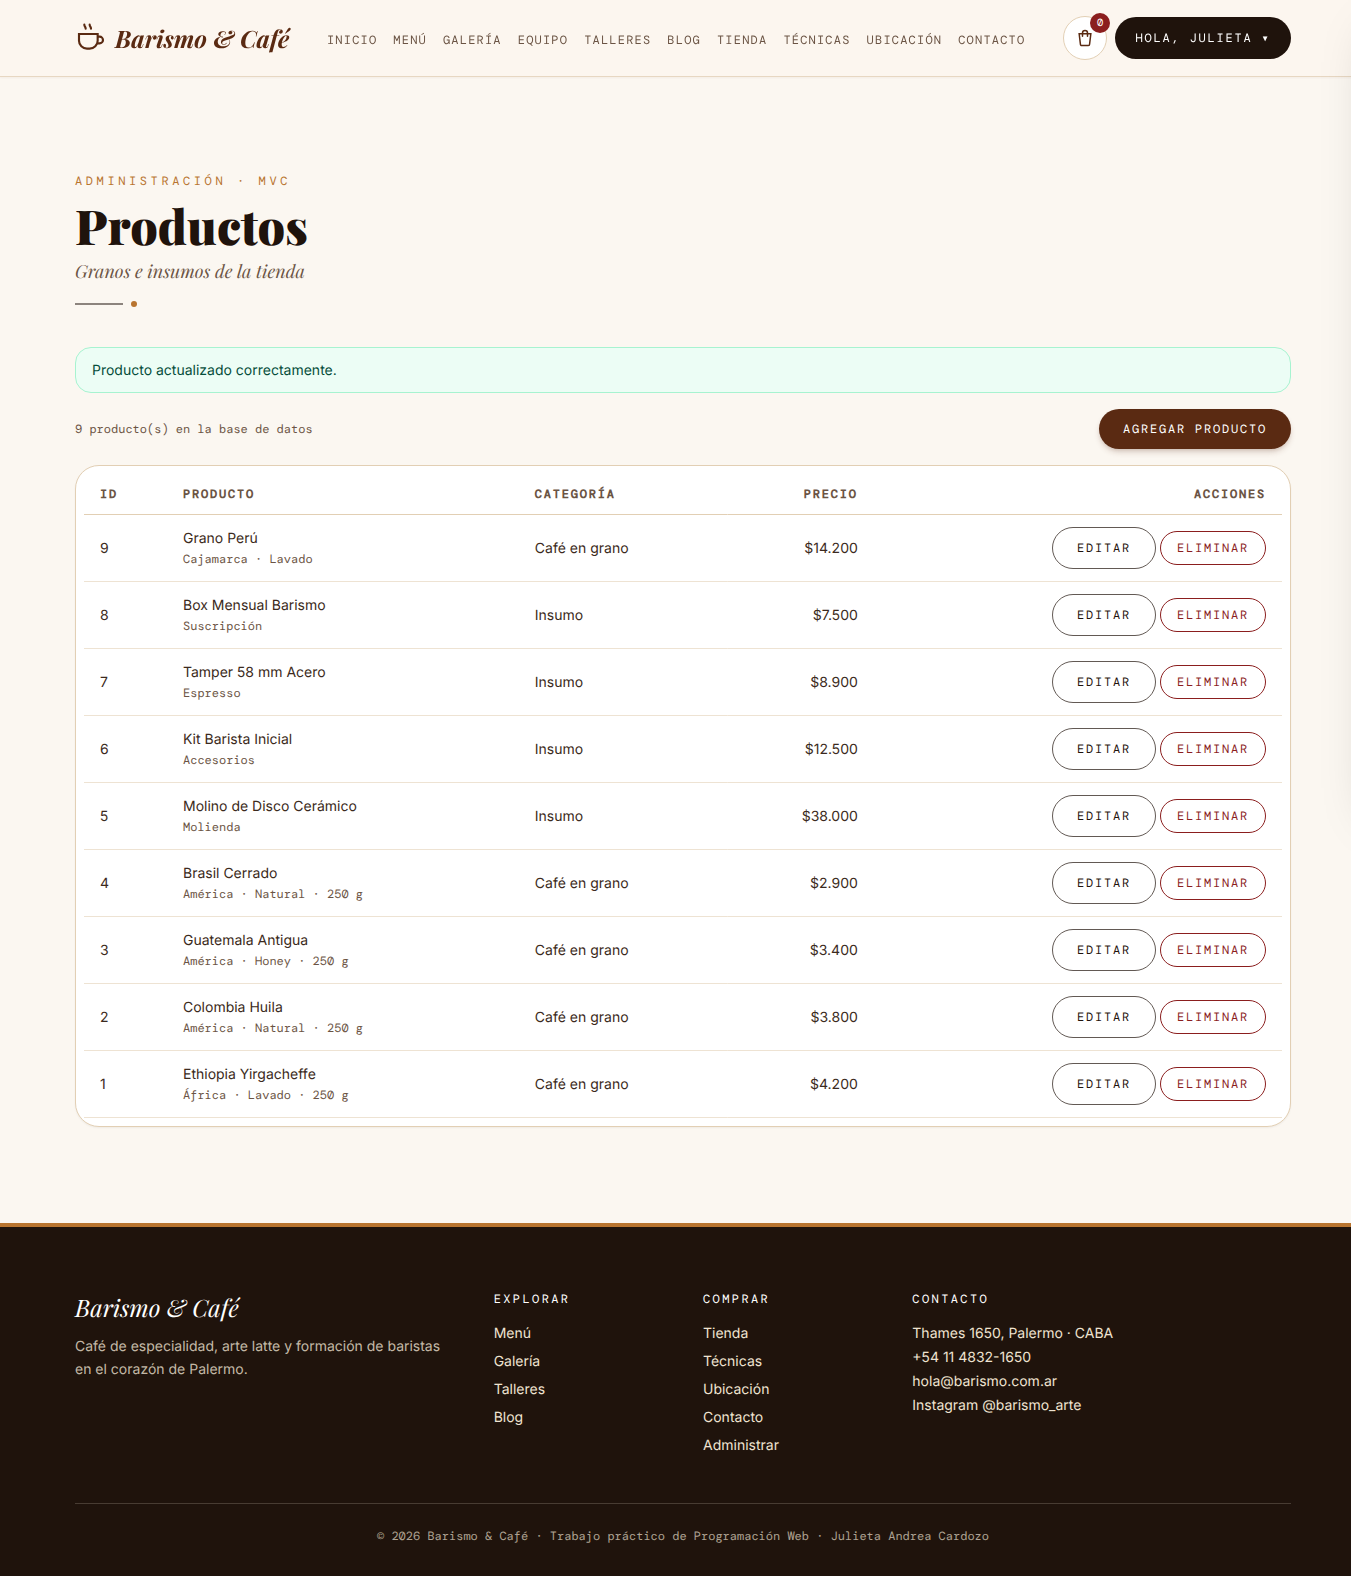 Barismo & Café
INICIO MENÚ GALERÍA EQUIPO TALLERES BLOG TIENDA TÉCNICAS UBICACIÓN CONTACTO
0
HOLA, JULIETA ▾
ADMINISTRACIÓN · MVC
Productos
Granos e insumos de la tienda
Producto actualizado correctamente.
9 producto(s) en la base de datos
AGREGAR PRODUCTO
ID PRODUCTO CATEGORÍA PRECIO ACCIONES
9 Grano Perú Café en grano $14.200 EDITAR ELIMINAR
Cajamarca · Lavado
8 Box Mensual Barismo Insumo $7.500 EDITAR ELIMINAR
Suscripción
7 Tamper 58 mm Acero Insumo $8.900 EDITAR ELIMINAR
Espresso
6 Kit Barista Inicial Insumo $12.500 EDITAR ELIMINAR
Accesorios
5 Molino de Disco Cerámico Insumo $38.000 EDITAR ELIMINAR
Molienda
4 Brasil Cerrado Café en grano $2.900 EDITAR ELIMINAR
América · Natural · 250 g
3 Guatemala Antigua Café en grano $3.400 EDITAR ELIMINAR
América · Honey · 250 g
2 Colombia Huila Café en grano $3.800 EDITAR ELIMINAR
América · Natural · 250 g
1 Ethiopia Yirgacheffe Café en grano $4.200 EDITAR ELIMINAR
África · Lavado · 250 g
Barismo & Café
Café de especialidad, arte latte y formación de baristas
en el corazón de Palermo.
EXPLORAR
Menú
Galería
Talleres
Blog
COMPRAR
Tienda
Técnicas
Ubicación
Contacto
Administrar
CONTACTO
Thames 1650, Palermo · CABA
+54 11 4832-1650
hola@barismo.com.ar
Instagram @barismo_arte
© 2026 Barismo & Café · Trabajo práctico de Programación Web · Julieta Andrea Cardozo